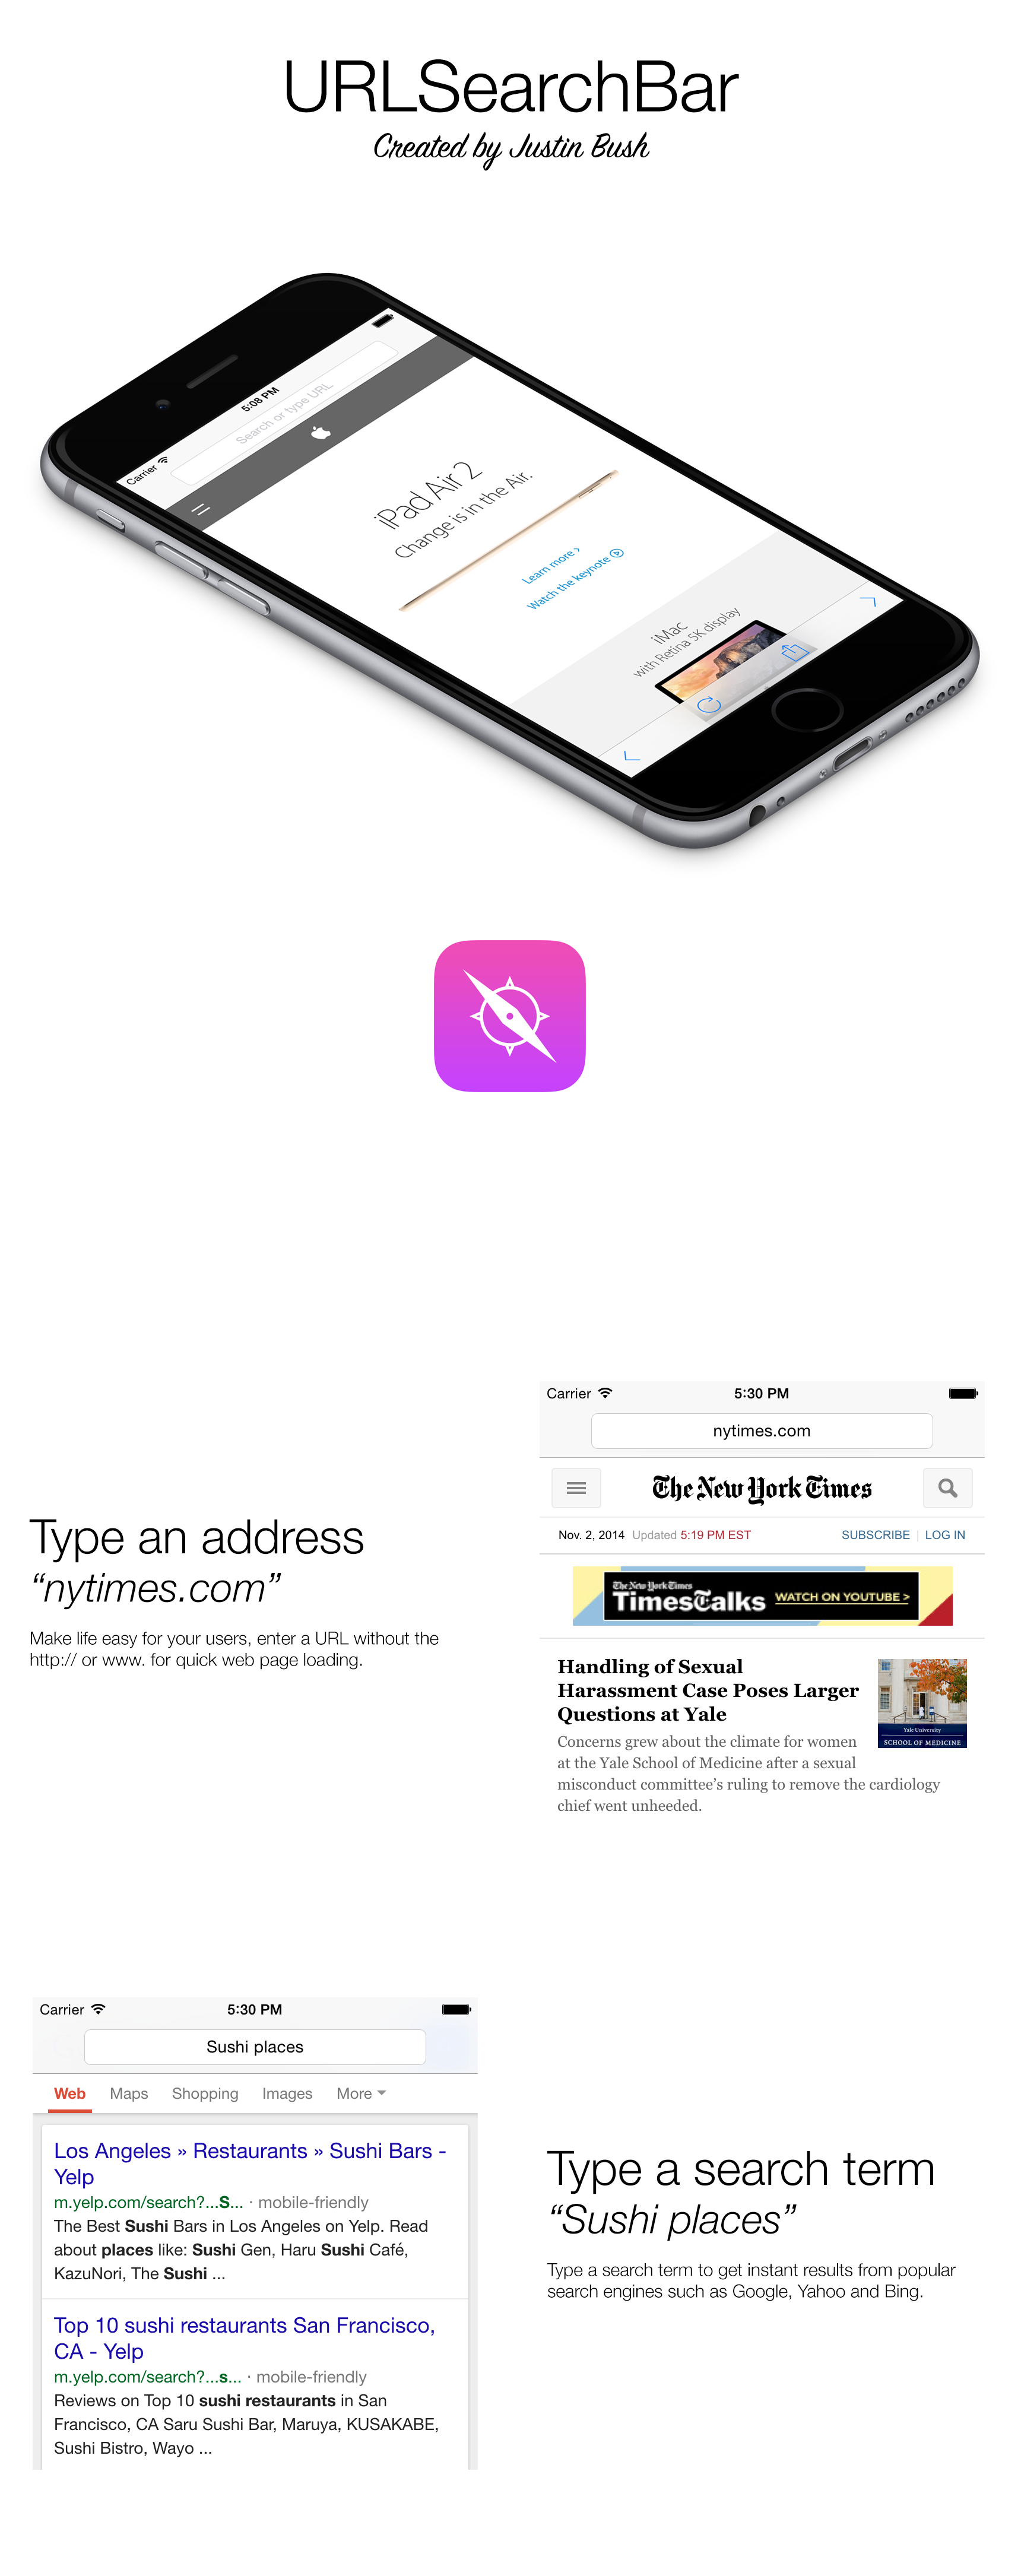 URLSearchBar
Created by Justin Bush
Carrier
5:08 PM
Search or type URL
iPad Air 2
Change is in the Air.
Learn more ›
Watch the keynote
iMac
with Retina 5K display
Carrier
5:30 PM
nytimes.com
The New York Times
Nov. 2, 2014 Updated 5:19 PM EST
SUBSCRIBE | LOG IN
The New York Times
TimesTalks
WATCH ON YOUTUBE >
Handling of Sexual
Harassment Case Poses Larger
Questions at Yale
Yale University
SCHOOL OF MEDICINE
Concerns grew about the climate for women
at the Yale School of Medicine after a sexual
misconduct committee’s ruling to remove the cardiology
chief went unheeded.
Type an address
“nytimes.com”
Make life easy for your users, enter a URL without the
http:// or www. for quick web page loading.
Carrier
5:30 PM
Sushi places
Web Maps Shopping Images More
Los Angeles » Restaurants » Sushi Bars -
Yelp
m.yelp.com/search?...S... · mobile-friendly
The Best Sushi Bars in Los Angeles on Yelp. Read
about places like: Sushi Gen, Haru Sushi Café,
KazuNori, The Sushi ...
Top 10 sushi restaurants San Francisco,
CA - Yelp
m.yelp.com/search?...s... · mobile-friendly
Reviews on Top 10 sushi restaurants in San
Francisco, CA Saru Sushi Bar, Maruya, KUSAKABE,
Sushi Bistro, Wayo ...
Type a search term
“Sushi places”
Type a search term to get instant results from popular
search engines such as Google, Yahoo and Bing.